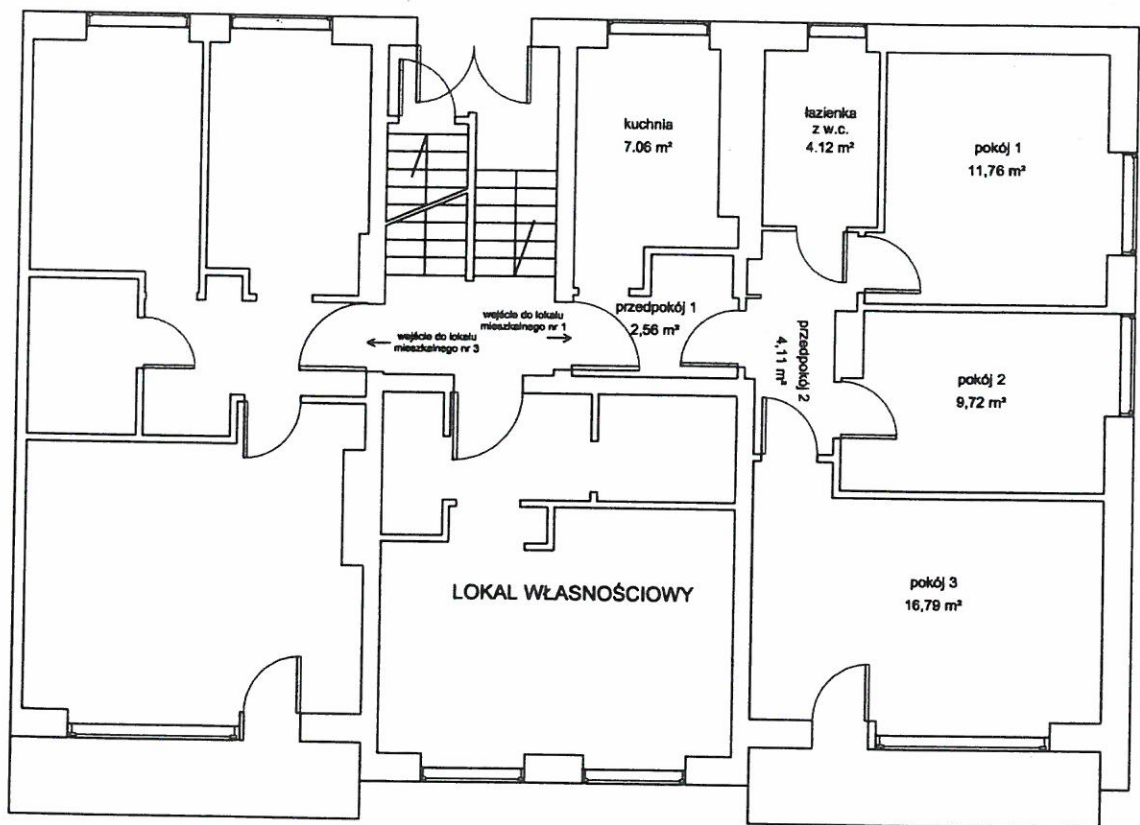 kuchnia
7.06 m²
łazienka
z w.c.
4.12 m²
pokój 1
11,76 m²
przedpokój 1
2,56 m²
wejście do lokalu
mieszkalnego nr 1
wejście do lokalu
mieszkalnego nr 3
przedpokój 2
4,11 m²
pokój 2
9,72 m²
LOKAL WŁASNOŚCIOWY
pokój 3
16,79 m²